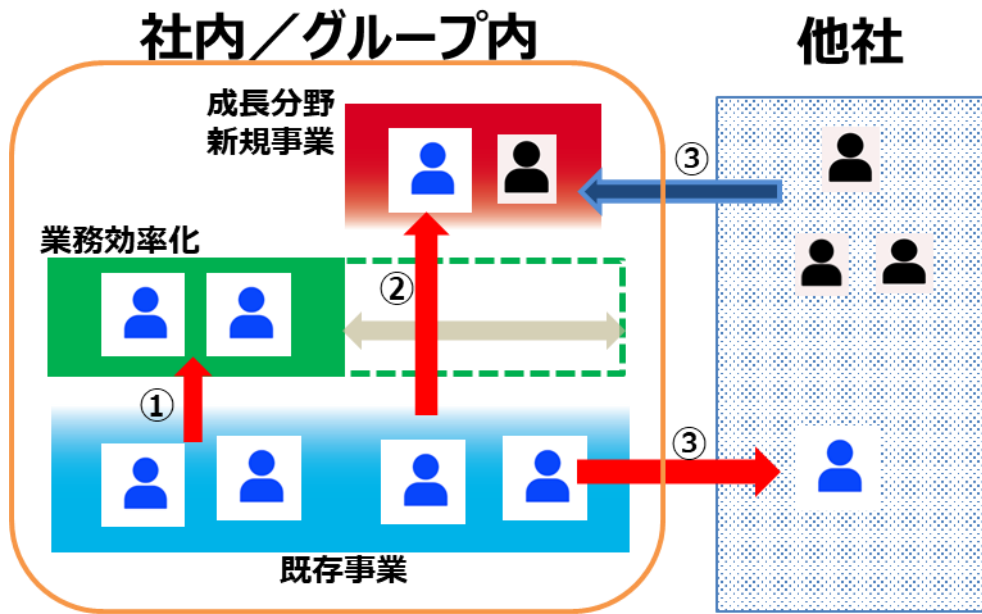 社内／グループ内
他社
成長分野
新規事業
③
業務効率化
②
①
③
既存事業